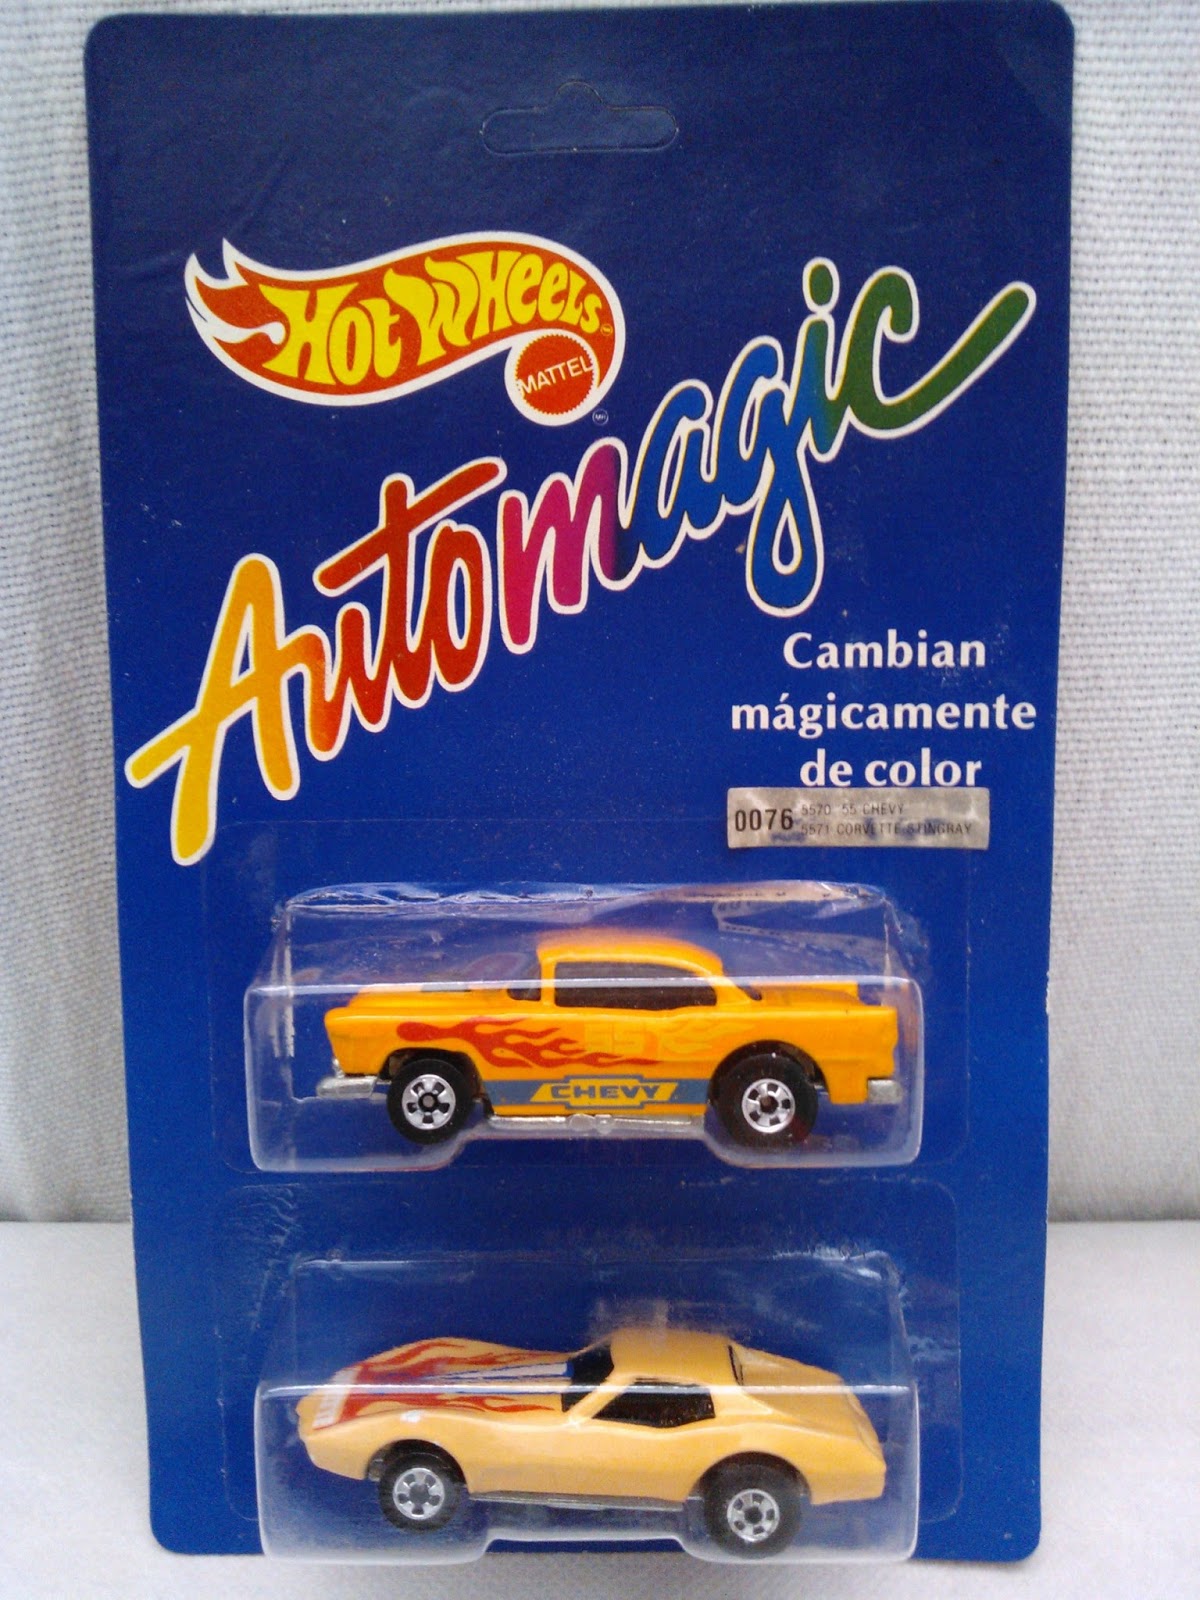 HOT WHEELS
MATTEL
Automagic
Cambian
mágicamente
de color
0076 5570 55 CHEVY
5571 CORVETTE STINGRAY
55
CHEVY